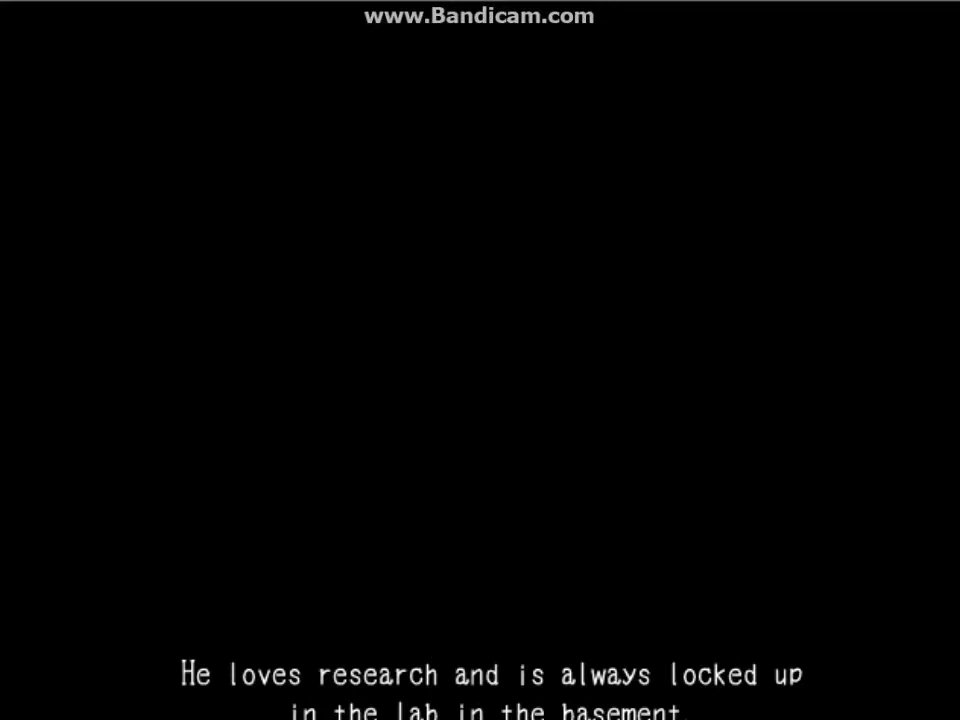 www.Bandicam.com
He loves research and is always locked up
in the lab in the basement.